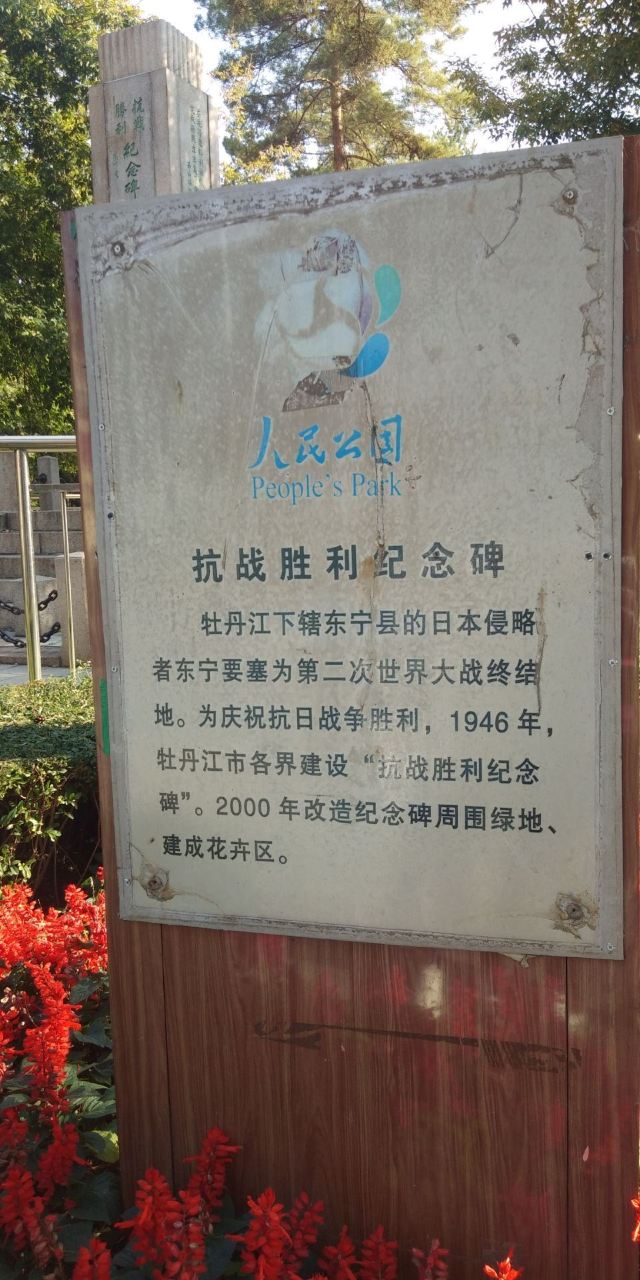 抗战
胜利 纪念碑
人民公园
People's Park
抗战胜利纪念碑
牡丹江下辖东宁县的日本侵略
者东宁要塞为第二次世界大战终结
地。为庆祝抗日战争胜利，1946年，
牡丹江市各界建设“抗战胜利纪念
碑”。2000年改造纪念碑周围绿地、
建成花卉区。